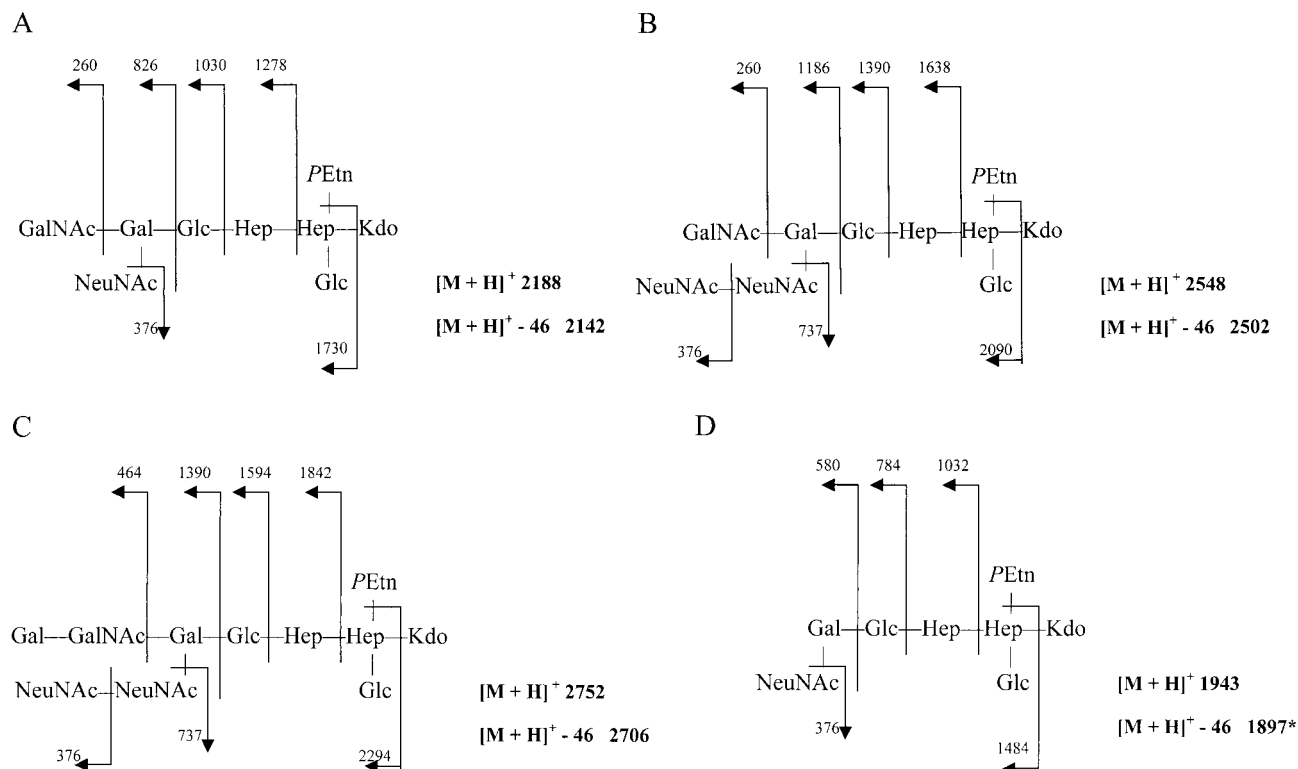 A
260 826 1030 1278
PEtn
GalNAc Gal Glc Hep Hep Kdo
NeuNAc Glc
376
1730
[M + H]+ 2188
[M + H]+ - 46 2142
B
260 1186 1390 1638
PEtn
GalNAc Gal Glc Hep Hep Kdo
NeuNAc NeuNAc Glc
376 737
2090
[M + H]+ 2548
[M + H]+ - 46 2502
C
464 1390 1594 1842
PEtn
Gal GalNAc Gal Glc Hep Hep Kdo
NeuNAc NeuNAc Glc
376 737
2294
[M + H]+ 2752
[M + H]+ - 46 2706
D
580 784 1032
PEtn
Gal Glc Hep Hep Kdo
NeuNAc Glc
376
1484
[M + H]+ 1943
[M + H]+ - 46 1897*